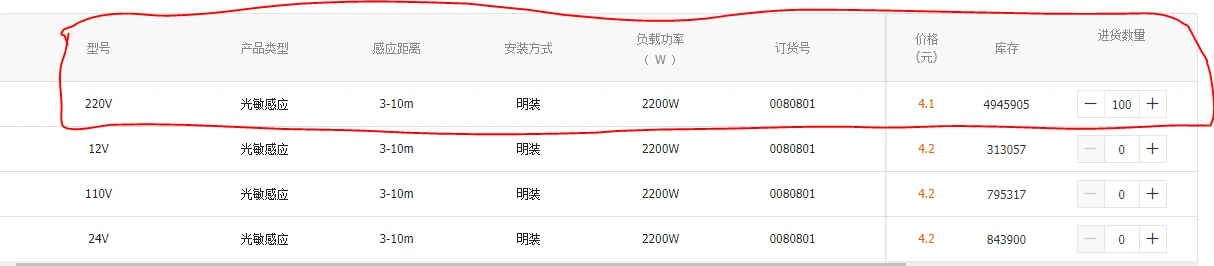 型号 产品类型 感应距离 安装方式 负载功率（W） 订货号 价格(元) 库存 进货数量
220V 光敏感应 3-10m 明装 2200W 0080801 4.1 4945905 − 100 +
12V 光敏感应 3-10m 明装 2200W 0080801 4.2 313057 − 0 +
110V 光敏感应 3-10m 明装 2200W 0080801 4.2 795317 − 0 +
24V 光敏感应 3-10m 明装 2200W 0080801 4.2 843900 − 0 +